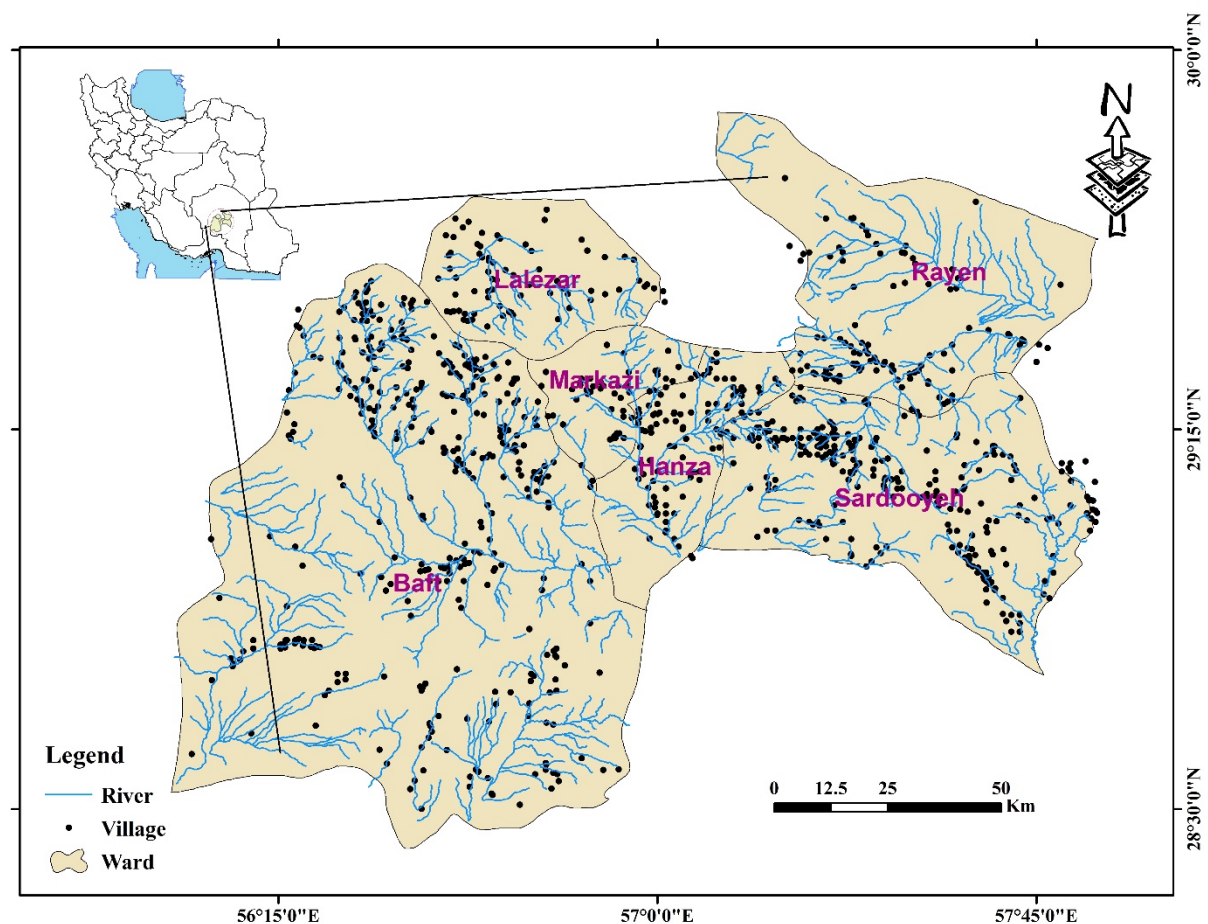 30°0'0"N
N
Rayen
Lalezar
Markazi
29°15'0"N
Hanza
Sardooyeh
Baft
Legend
River
Village
Ward
0 12.5 25 50
Km
28°30'0"N
56°15'0"E 57°0'0"E 57°45'0"E